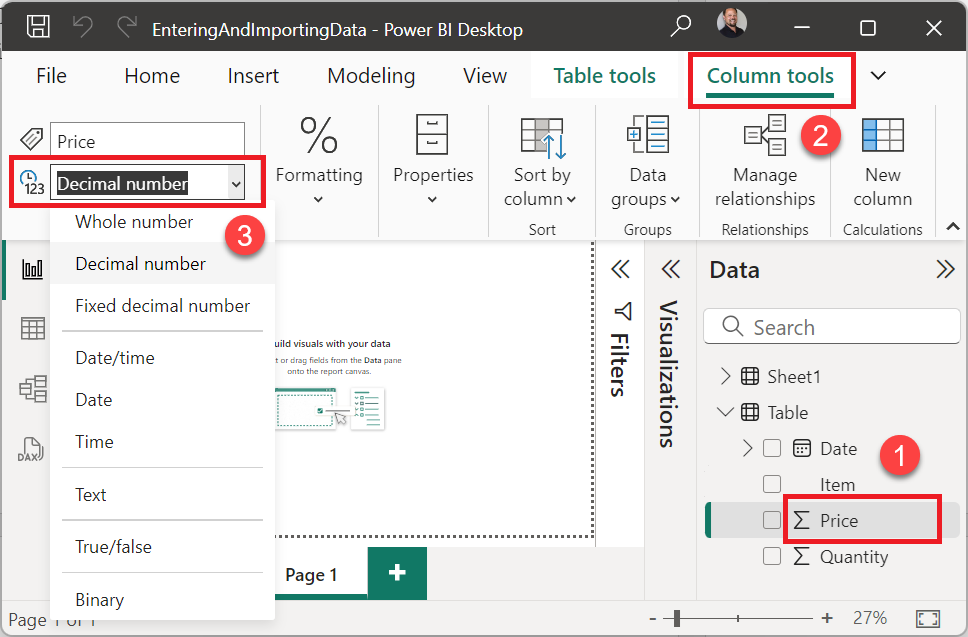 EnteringAndImportingData - Power BI Desktop
File Home Insert Modeling View Table tools Column tools
2
Price
123 Decimal number
Formatting
Properties
Sort by
column
Sort
Data
groups
Groups
Manage
relationships
Relationships
New
column
Calculations
3
Whole number
Decimal number
Fixed decimal number
Date/time
Date
Time
Text
True/false
Binary
DAX
uild visuals with your data
t or drag fields from the Data pane
onto the report canvas.
Filters
Visualizations
Data
Search
Sheet1
Table
Date
1
Item
Σ Price
Σ Quantity
Page 1
+
Page 1 of 1
- + 27%